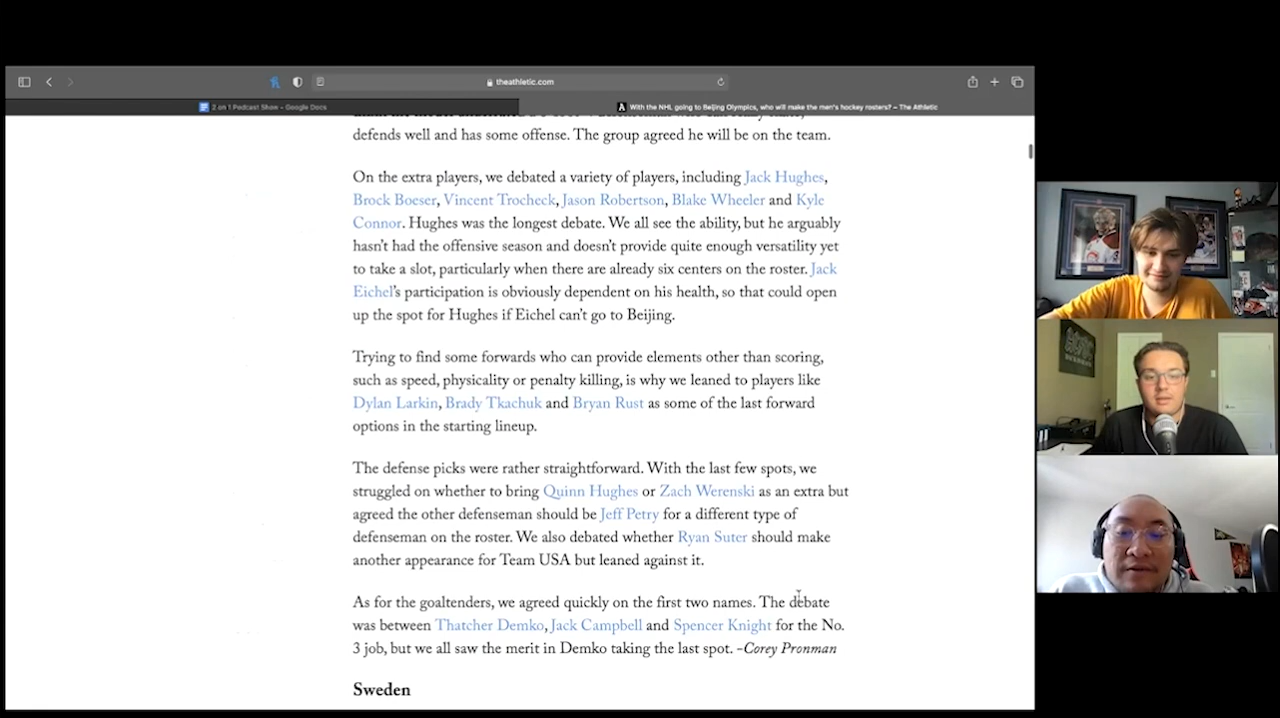 theathletic.com
2 on 1 Podcast Show - Google Docs
With the NHL going to Beijing Olympics, who will make the men's hockey rosters? – The Athletic
defends well and has some offense. The group agreed he will be on the team.
On the extra players, we debated a variety of players, including Jack Hughes,
Brock Boeser, Vincent Trocheck, Jason Robertson, Blake Wheeler and Kyle
Connor. Hughes was the longest debate. We all see the ability, but he arguably
hasn't had the offensive season and doesn't provide quite enough versatility yet
to take a slot, particularly when there are already six centers on the roster. Jack
Eichel's participation is obviously dependent on his health, so that could open
up the spot for Hughes if Eichel can't go to Beijing.
Trying to find some forwards who can provide elements other than scoring,
such as speed, physicality or penalty killing, is why we leaned to players like
Dylan Larkin, Brady Tkachuk and Bryan Rust as some of the last forward
options in the starting lineup.
The defense picks were rather straightforward. With the last few spots, we
struggled on whether to bring Quinn Hughes or Zach Werenski as an extra but
agreed the other defenseman should be Jeff Petry for a different type of
defenseman on the roster. We also debated whether Ryan Suter should make
another appearance for Team USA but leaned against it.
As for the goaltenders, we agreed quickly on the first two names. The debate
was between Thatcher Demko, Jack Campbell and Spencer Knight for the No.
3 job, but we all saw the merit in Demko taking the last spot. –Corey Pronman
Sweden